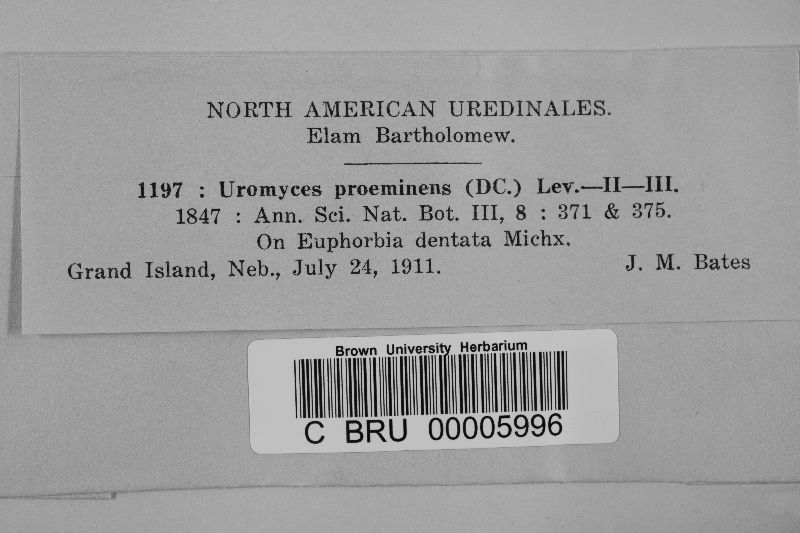 NORTH AMERICAN UREDINALES.
Elam Bartholomew.
1197 : Uromyces proeminens (DC.) Lev.—II—III.
1847 : Ann. Sci. Nat. Bot. III, 8 : 371 & 375.
On Euphorbia dentata Michx.
Grand Island, Neb., July 24, 1911. J. M. Bates
Brown University Herbarium
C BRU 00005996